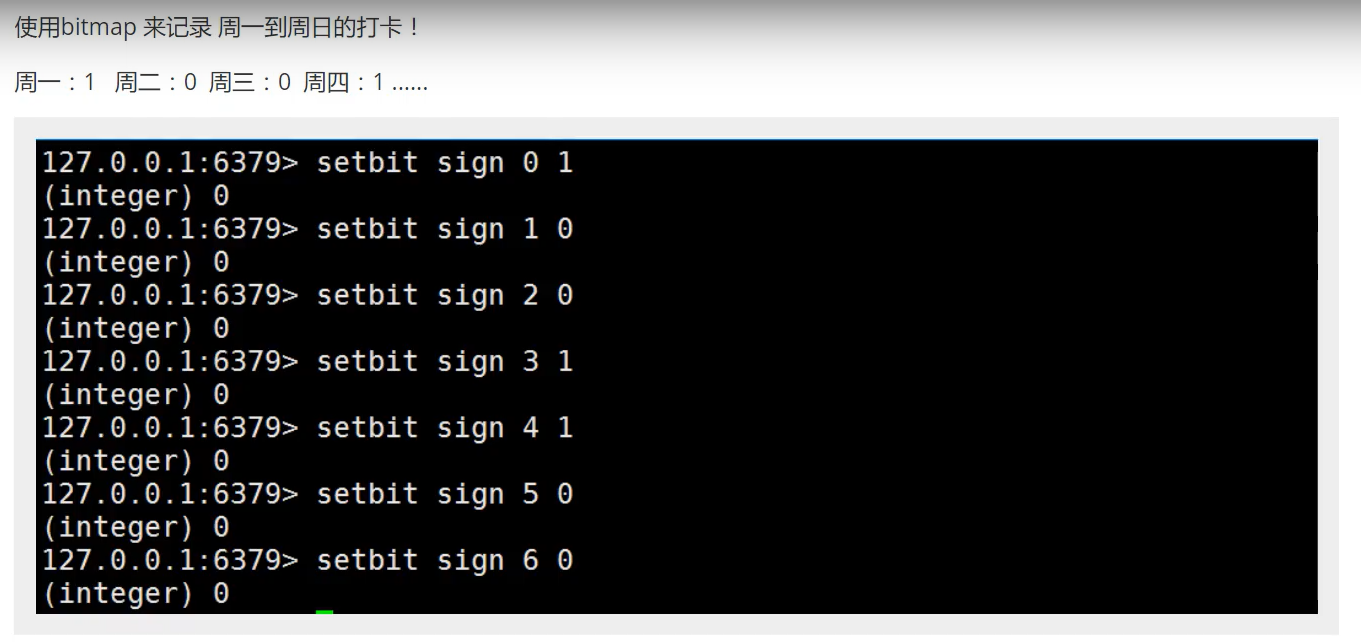 使用bitmap 来记录 周一到周日的打卡！
周一：1 周二：0 周三：0 周四：1 ......
127.0.0.1:6379> setbit sign 0 1
(integer) 0
127.0.0.1:6379> setbit sign 1 0
(integer) 0
127.0.0.1:6379> setbit sign 2 0
(integer) 0
127.0.0.1:6379> setbit sign 3 1
(integer) 0
127.0.0.1:6379> setbit sign 4 1
(integer) 0
127.0.0.1:6379> setbit sign 5 0
(integer) 0
127.0.0.1:6379> setbit sign 6 0
(integer) 0